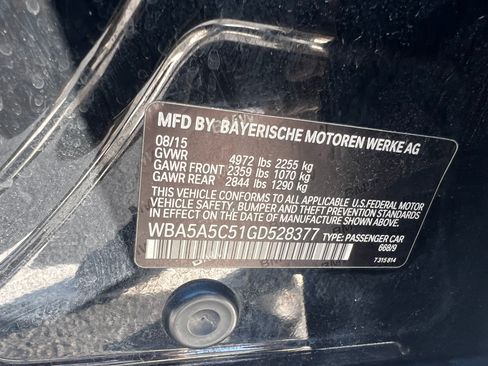 MFD BY BAYERISCHE MOTOREN WERKE AG
08/15
GVWR 4972 lbs 2255 kg
GAWR FRONT 2359 lbs 1070 kg
GAWR REAR 2844 lbs 1290 kg
THIS VEHICLE CONFORMS TO ALL APPLICABLE U.S. FEDERAL MOTOR
VEHICLE SAFETY, BUMPER, AND THEFT PREVENTION STANDARDS
IN EFFECT ON THE DATE OF MANUFACTURE SHOWN ABOVE.
WBA5A5C51GD528377 TYPE: PASSENGER CAR
668/9
7 315 814